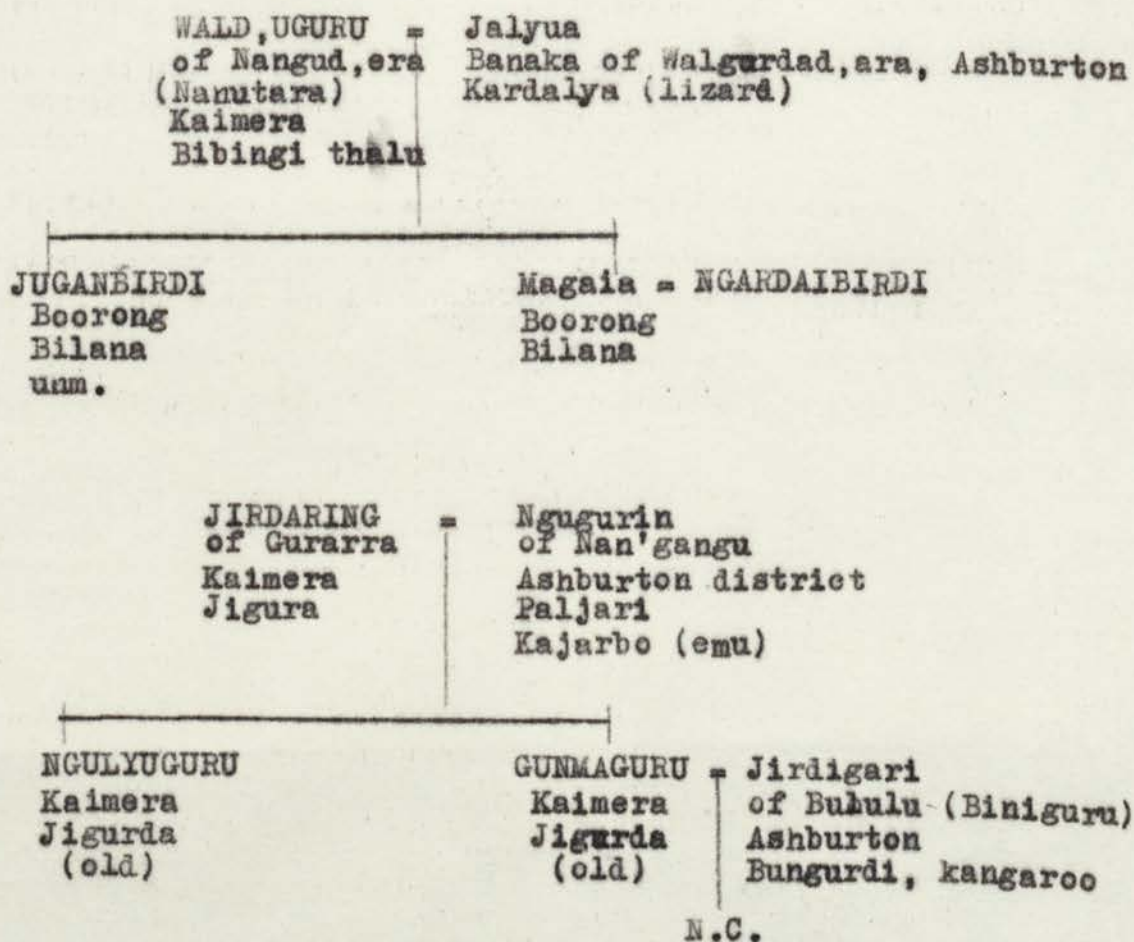 WALD,UGURU = Jalyua
of Nangud,era Banaka of Walgurdad,ara, Ashburton
(Nanutara) Kardalya (lizard)
Kaimera
Bibingi thalu
JUGANBIRDI Magaia = NGARDAIBIRDI
Boorong Boorong
Bilana Bilana
unm.
JIRDARING = Ngugurin
of Gurarra of Nan'gangu
Kaimera Ashburton district
Jigura Paljari
Kajarbo (emu)
NGULYUGURU GUNMAGURU = Jirdigari
Kaimera Kaimera of Buhulu (Biniguru)
Jigurda Jigurda Ashburton
(old) (old) Bungurdi, kangaroo
N.C.